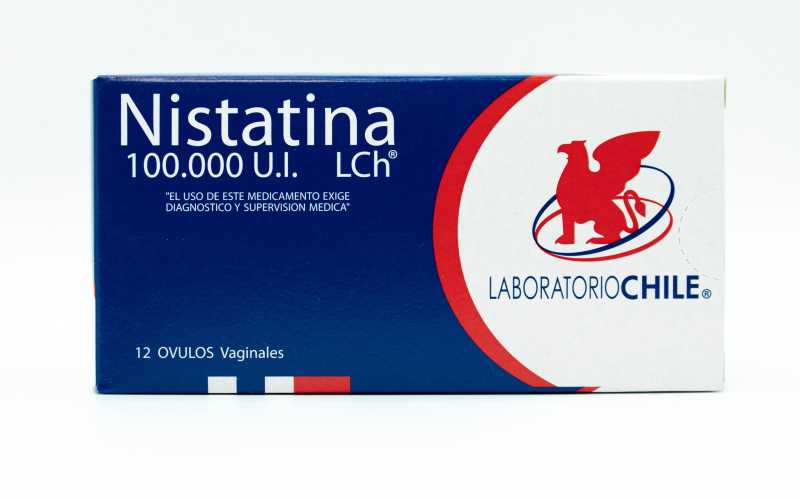 Nistatina
100.000 U.I. LCh®
"EL USO DE ESTE MEDICAMENTO EXIGE
DIAGNOSTICO Y SUPERVISION MEDICA"
12 OVULOS Vaginales
LABORATORIOCHILE®